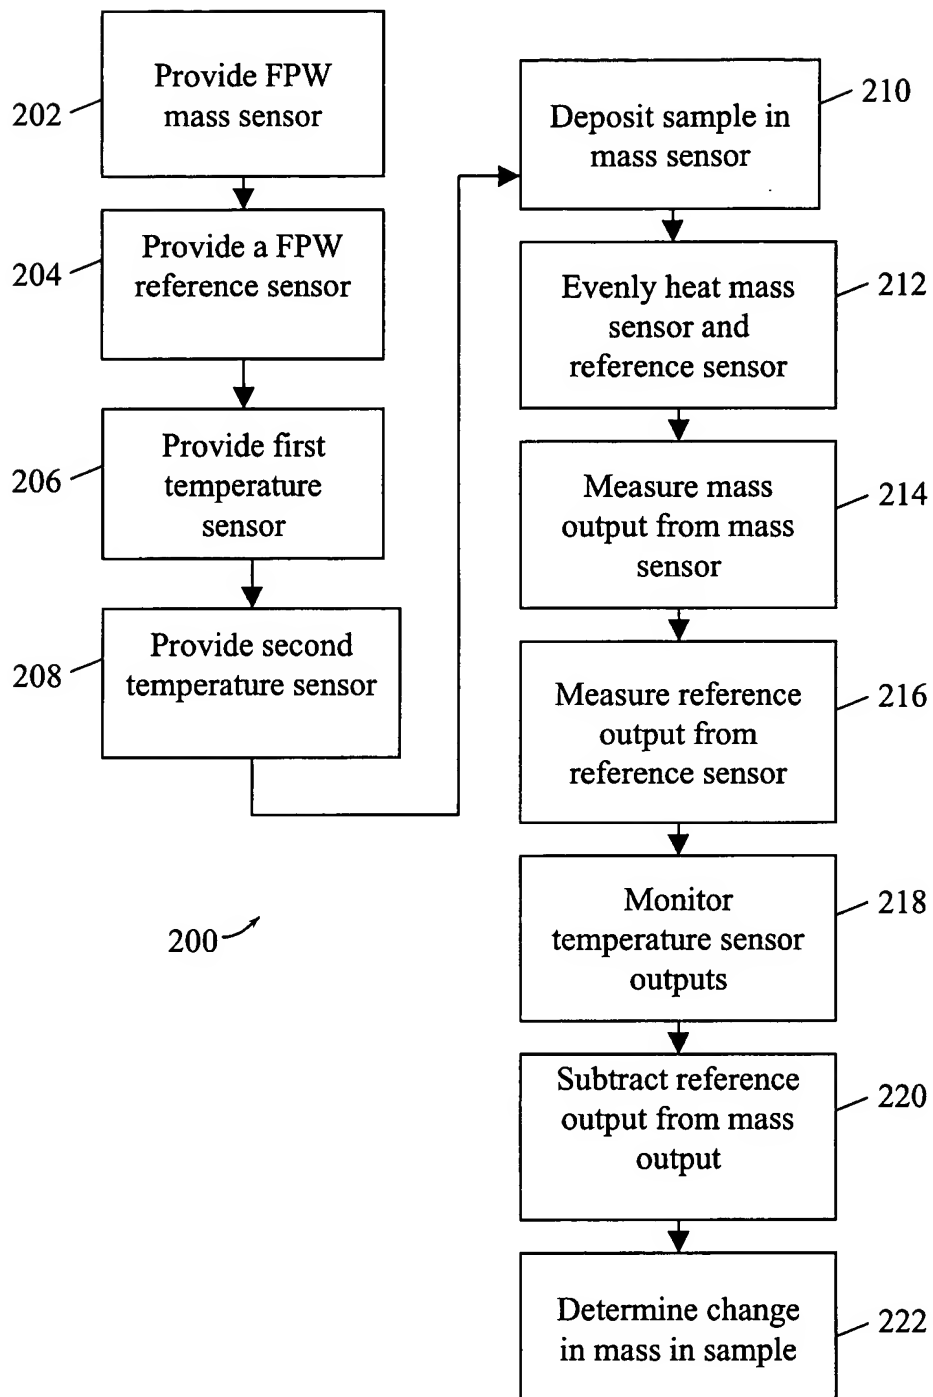 Provide FPW
mass sensor
202
Provide a FPW
reference sensor
204
Provide first
temperature
sensor
206
Provide second
temperature sensor
208
200
Deposit sample in
mass sensor
210
Evenly heat mass
sensor and
reference sensor
212
Measure mass
output from mass
sensor
214
Measure reference
output from
reference sensor
216
Monitor
temperature sensor
outputs
218
Subtract reference
output from mass
output
220
Determine change
in mass in sample
222